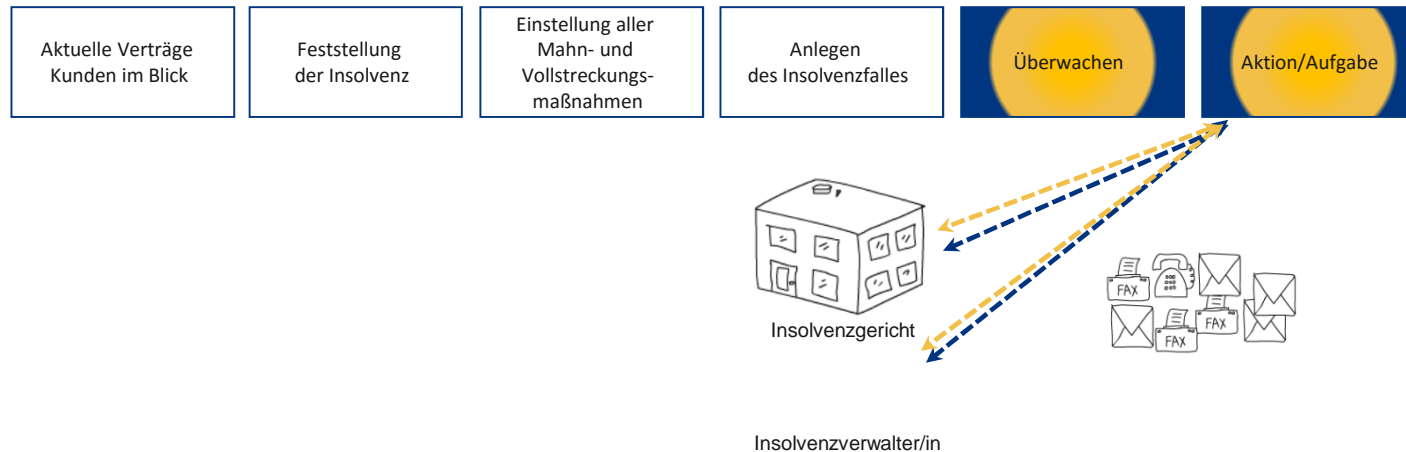 Aktuelle Verträge
Kunden im Blick
Feststellung
der Insolvenz
Einstellung aller
Mahn- und
Vollstreckungs-
maßnahmen
Anlegen
des Insolvenzfalles
Überwachen
Aktion/Aufgabe
Insolvenzgericht
FAX
FAX
FAX
Insolvenzverwalter/in